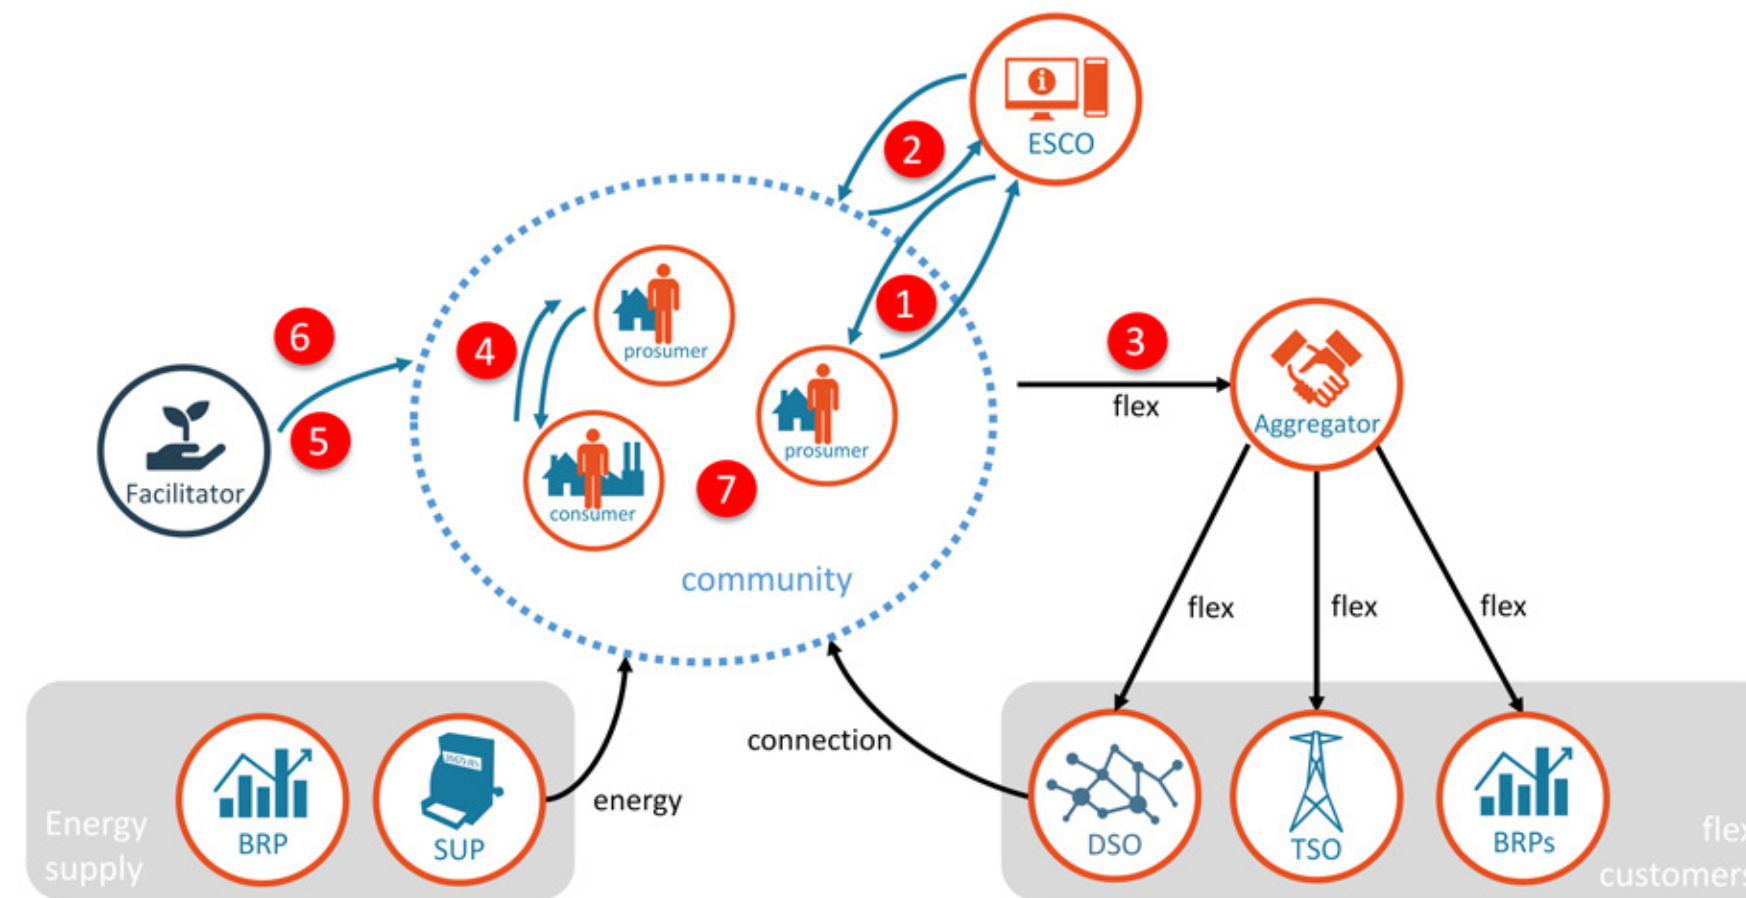 ESCO
2
1
prosumer
4
6
5
Facilitator
prosumer
consumer
7
community
3
flex
Aggregator
flex
flex
flex
connection
energy
Energy
supply
BRP
SUP
DSO
TSO
BRPs
flex
customers